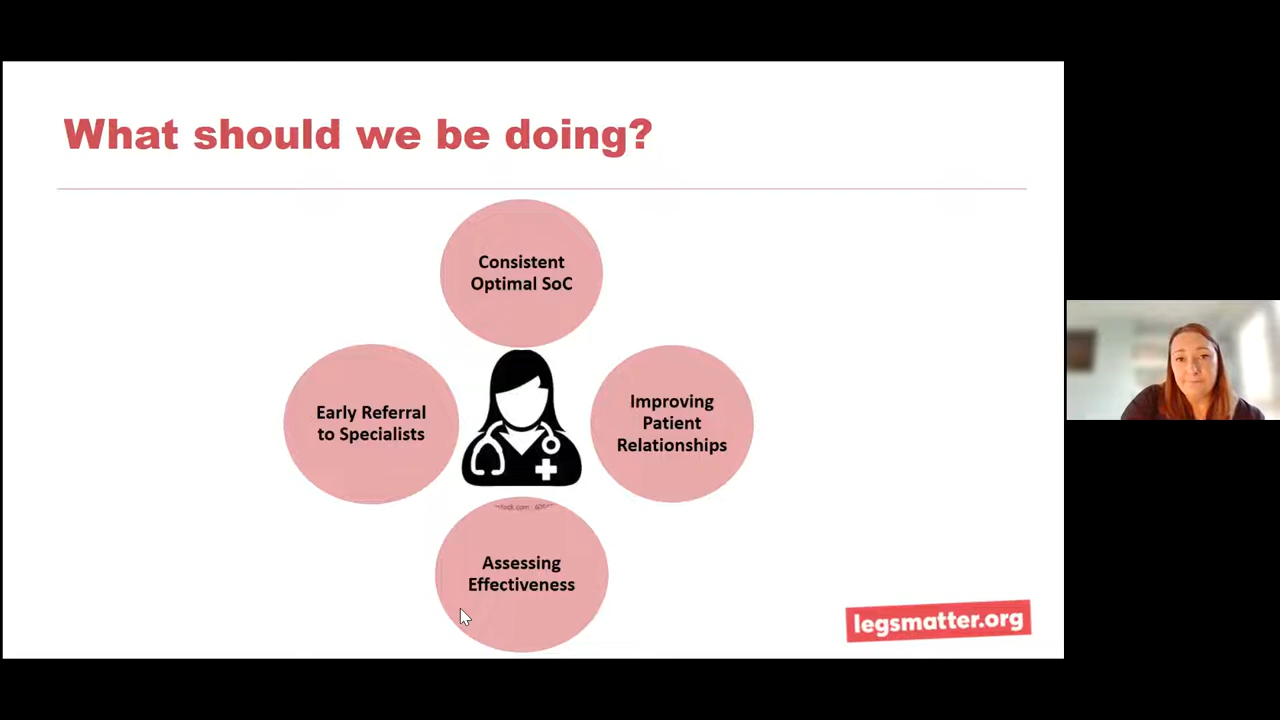 What should we be doing?
Consistent
Optimal SoC
Early Referral
to Specialists
Improving
Patient
Relationships
Assessing
Effectiveness
legsmatter.org